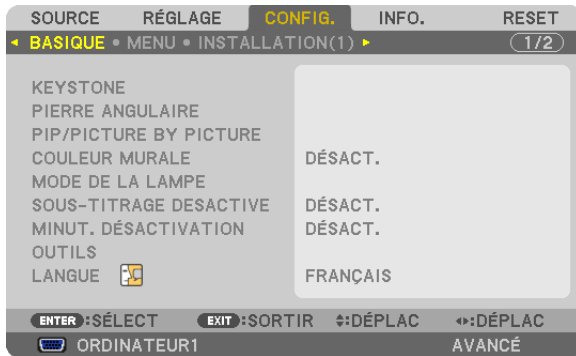 SOURCE RÉGLAGE CONFIG. INFO. RESET
BASIQUE • MENU • INSTALLATION(1) 1/2
KEYSTONE
PIERRE ANGULAIRE
PIP/PICTURE BY PICTURE
COULEUR MURALE DÉSACT.
MODE DE LA LAMPE
SOUS-TITRAGE DESACTIVE DÉSACT.
MINUT. DÉSACTIVATION DÉSACT.
OUTILS
LANGUE FRANÇAIS
ENTER :SÉLECT EXIT :SORTIR :DÉPLAC :DÉPLAC
ORDINATEUR1 AVANCÉ